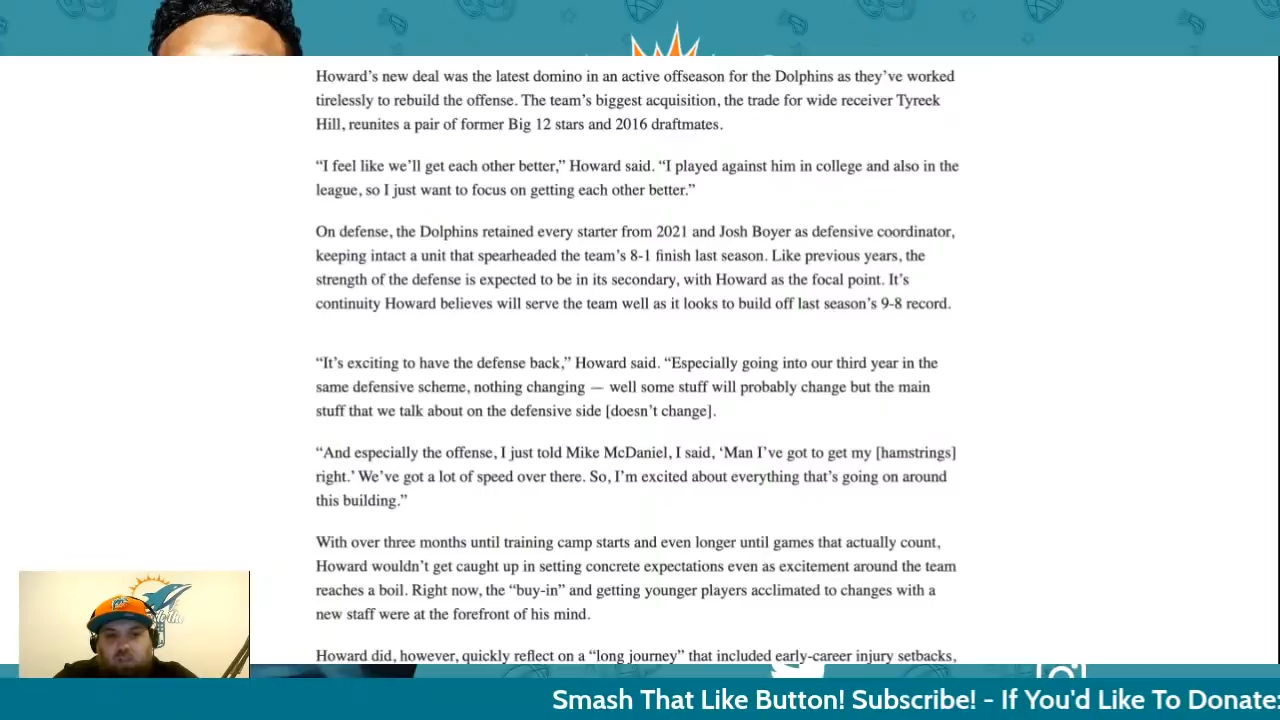 Howard’s new deal was the latest domino in an active offseason for the Dolphins as they’ve worked
tirelessly to rebuild the offense. The team’s biggest acquisition, the trade for wide receiver Tyreek
Hill, reunites a pair of former Big 12 stars and 2016 draftmates.
“I feel like we’ll get each other better,” Howard said. “I played against him in college and also in the
league, so I just want to focus on getting each other better.”
On defense, the Dolphins retained every starter from 2021 and Josh Boyer as defensive coordinator,
keeping intact a unit that spearheaded the team’s 8-1 finish last season. Like previous years, the
strength of the defense is expected to be in its secondary, with Howard as the focal point. It’s
continuity Howard believes will serve the team well as it looks to build off last season’s 9-8 record.
“It’s exciting to have the defense back,” Howard said. “Especially going into our third year in the
same defensive scheme, nothing changing — well some stuff will probably change but the main
stuff that we talk about on the defensive side [doesn’t change].
“And especially the offense, I just told Mike McDaniel, I said, ‘Man I’ve got to get my [hamstrings]
right.’ We’ve got a lot of speed over there. So, I’m excited about everything that’s going on around
this building.”
With over three months until training camp starts and even longer until games that actually count,
Howard wouldn’t get caught up in setting concrete expectations even as excitement around the team
reaches a boil. Right now, the “buy-in” and getting younger players acclimated to changes with a
new staff were at the forefront of his mind.
Howard did, however, quickly reflect on a “long journey” that included early-career injury setbacks,
Smash That Like Button! Subscribe! - If You'd Like To Donate: